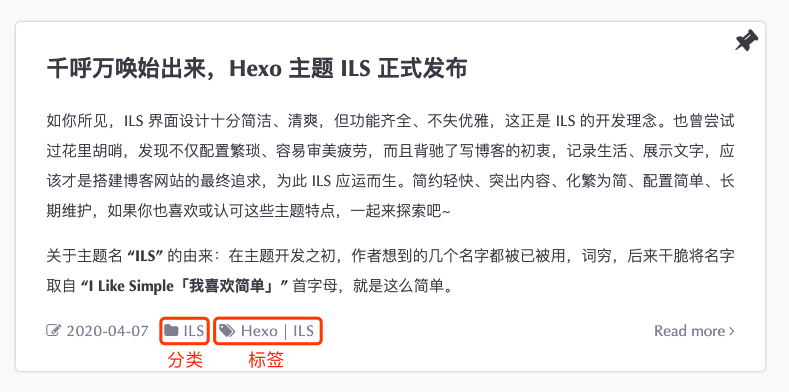 千呼万唤始出来，Hexo 主题 ILS 正式发布
如你所见，ILS 界面设计十分简洁、清爽，但功能齐全、不失优雅，这正是 ILS 的开发理念。也曾尝试
过花里胡哨，发现不仅配置繁琐、容易审美疲劳，而且背驰了写博客的初衷，记录生活、展示文字，应
该才是搭建博客网站的最终追求，为此 ILS 应运而生。简约轻快、突出内容、化繁为简、配置简单、长
期维护，如果你也喜欢或认可这些主题特点，一起来探索吧~
关于主题名 “ILS” 的由来：在主题开发之初，作者想到的几个名字都被已被用，词穷，后来干脆将名字
取自 “I Like Simple「我喜欢简单」” 首字母，就是这么简单。
2020-04-07 ILS Hexo | ILS Read more
分类 标签